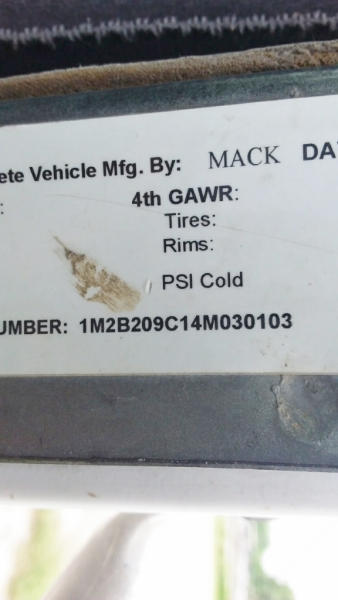 ete Vehicle Mfg. By: MACK DA
: 4th GAWR:
Tires:
Rims:
PSI Cold
UMBER: 1M2B209C14M030103